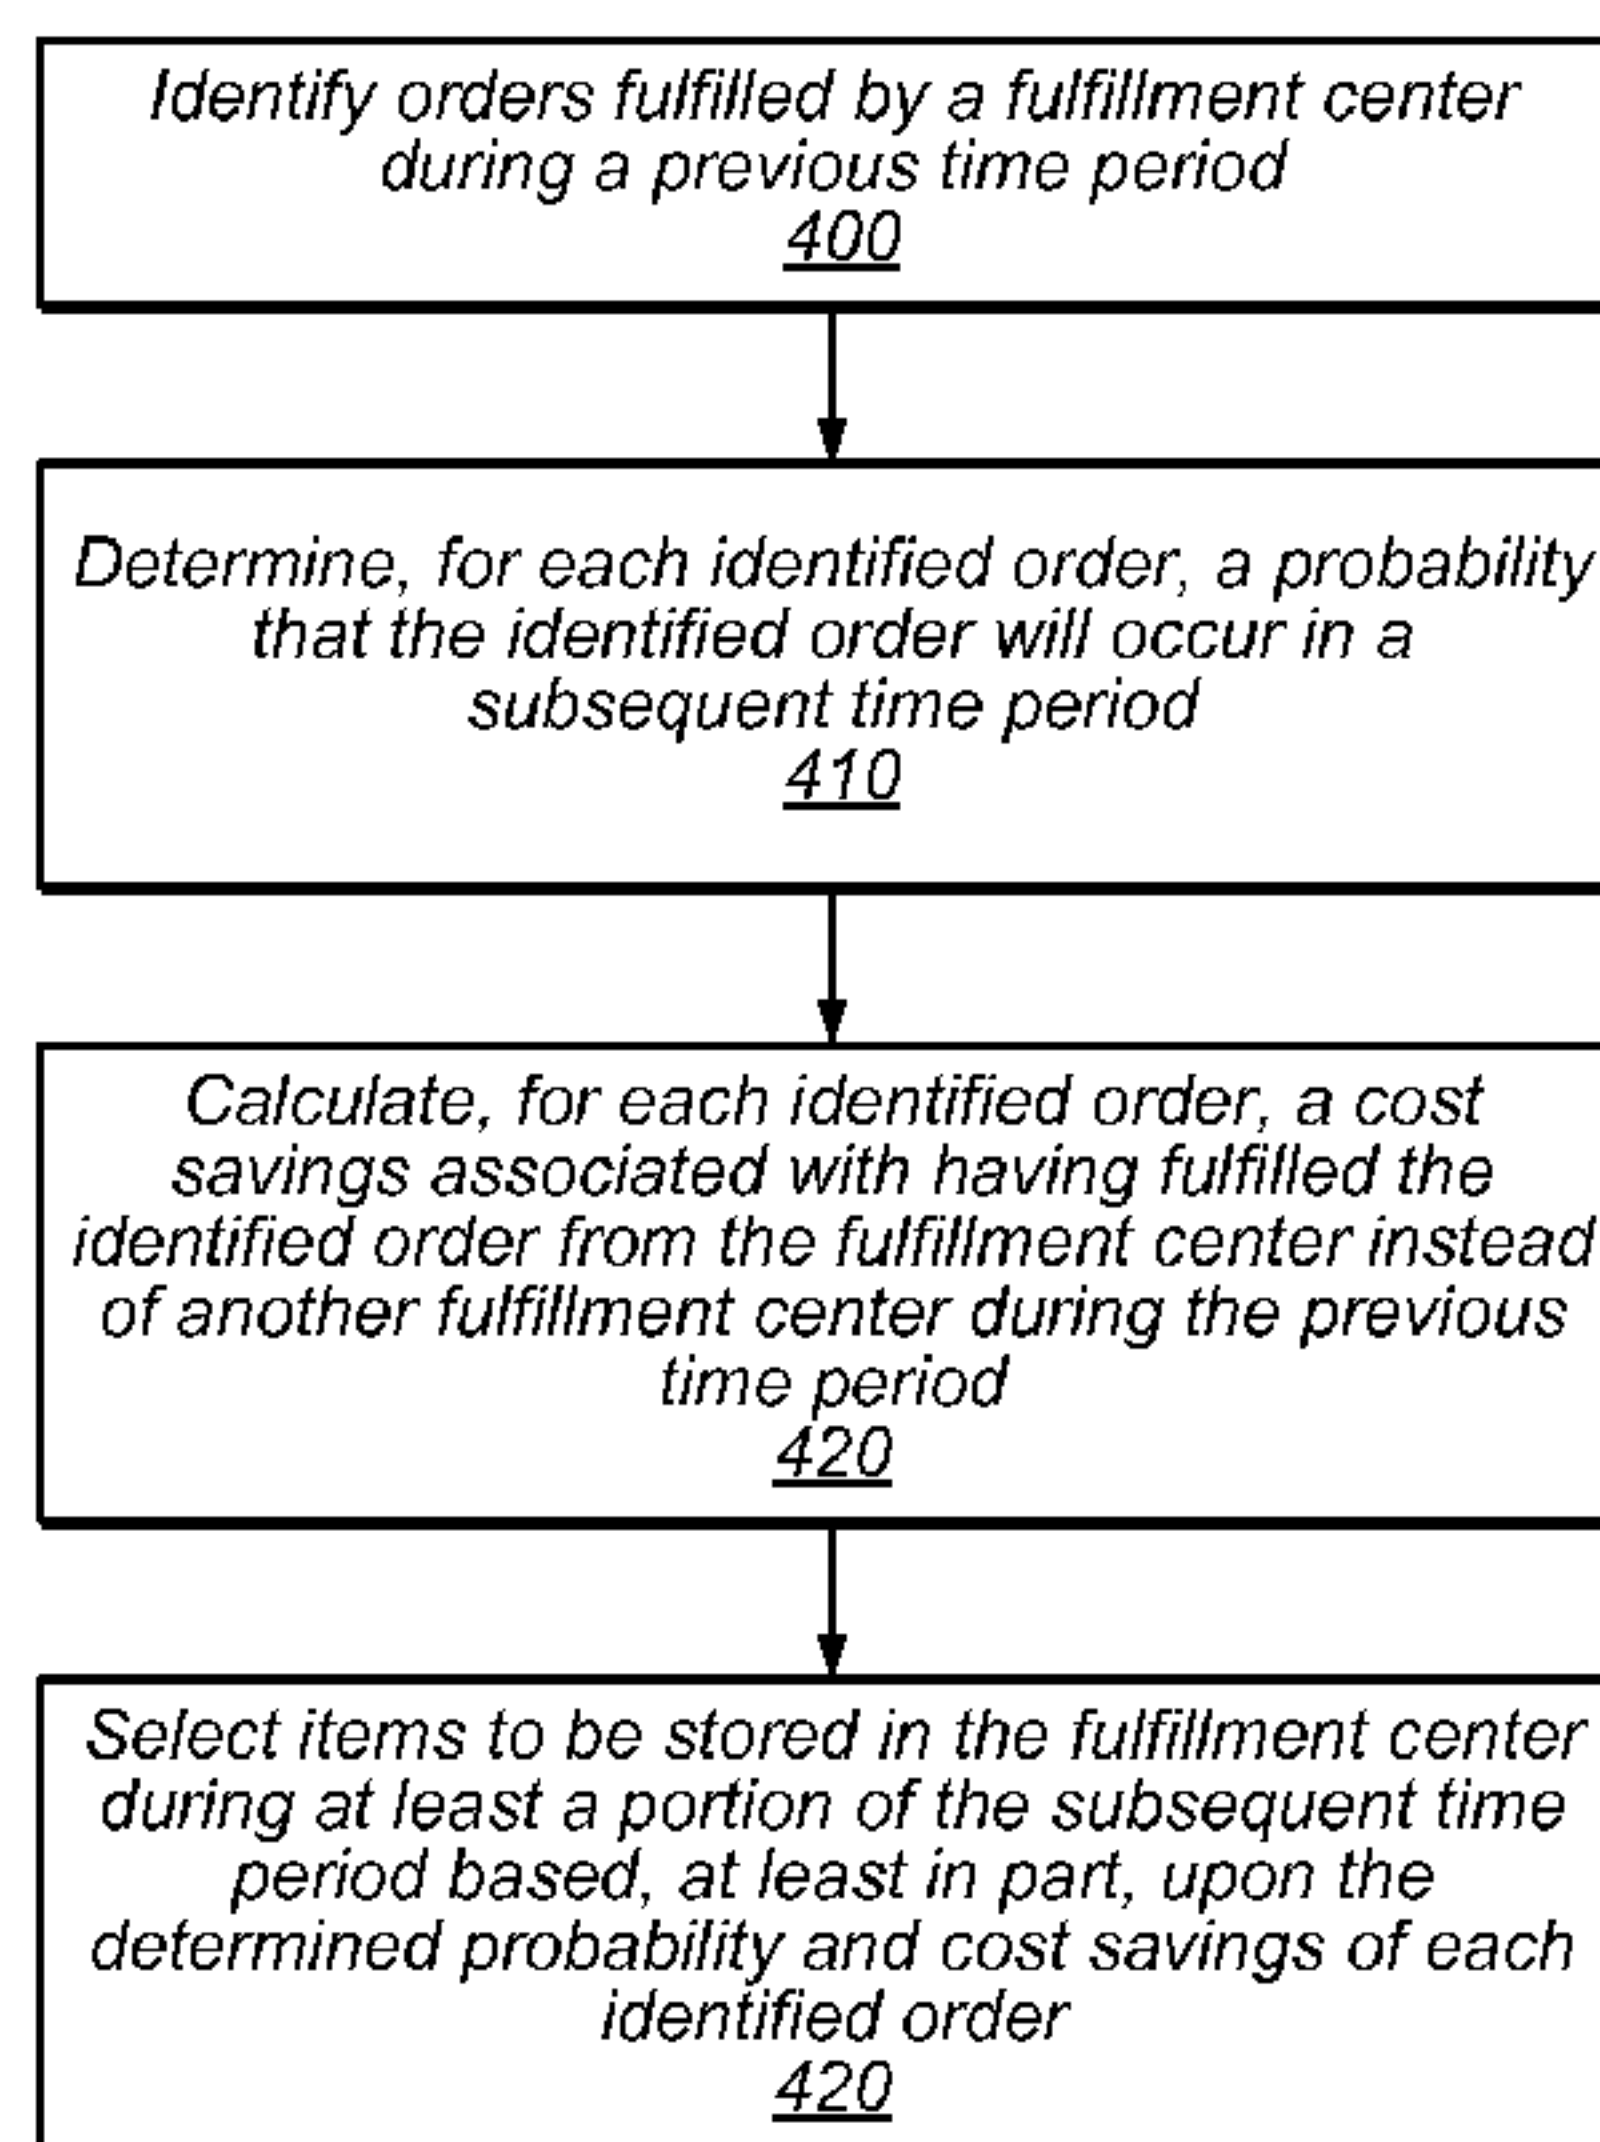 Identify orders fulfilled by a fulfillment center
during a previous time period
400
Determine, for each identified order, a probability
that the identified order will occur in a
subsequent time period
410
Calculate, for each identified order, a cost
savings associated with having fulfilled the
identified order from the fulfillment center instead
of another fulfillment center during the previous
time period
420
Select items to be stored in the fulfillment center
during at least a portion of the subsequent time
period based, at least in part, upon the
determined probability and cost savings of each
identified order
420